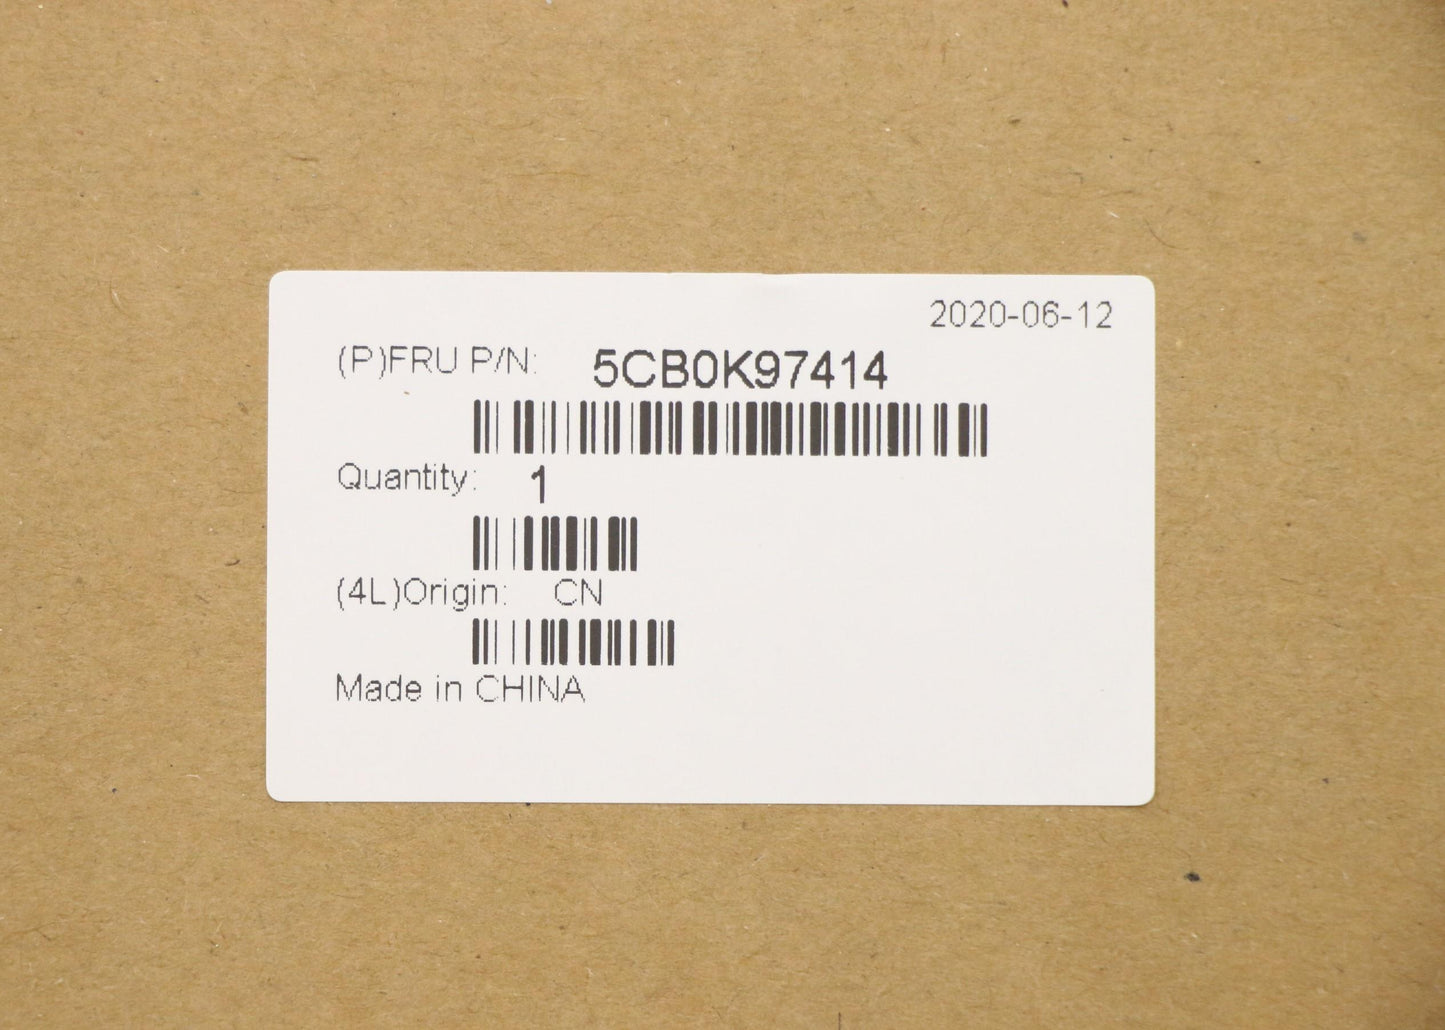 2020-06-12
(P)FRU P/N: 5CB0K97414
Quantity: 1
(4L)Origin: CN
Made in CHINA